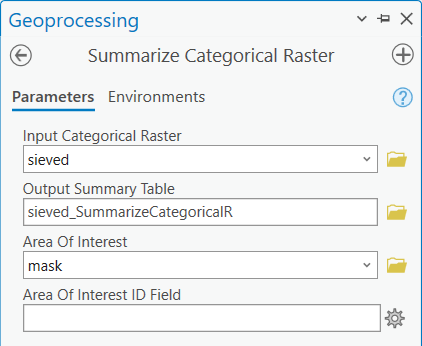 Geoprocessing
Summarize Categorical Raster
Parameters Environments
Input Categorical Raster
sieved
Output Summary Table
sieved_SummarizeCategoricalR
Area Of Interest
mask
Area Of Interest ID Field